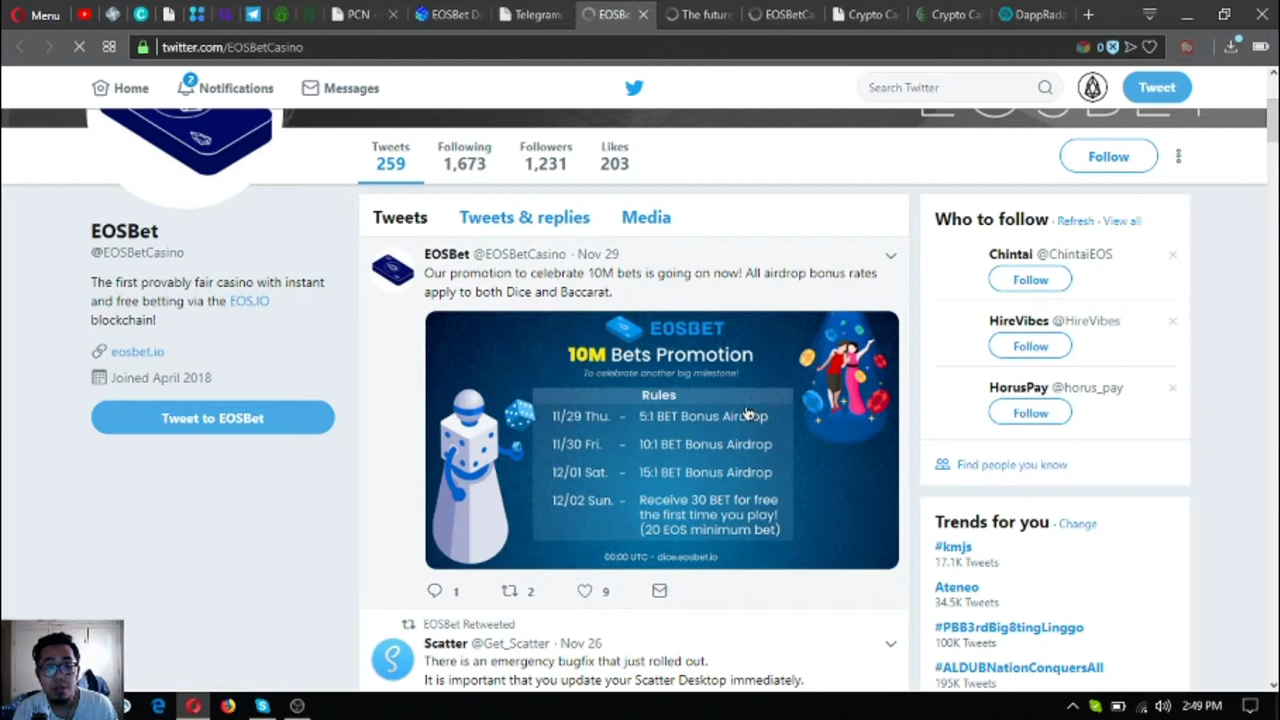 Menu
PCN -
EOSBet D
Telegram
EOSBe
The future
EOSBetCa
Crypto Ca
Crypto Ca
DappRada
twitter.com/EOSBetCasino
0
Home
2
Notifications
Messages
Search Twitter
Tweet
EOSBET
Tweets
259
Following
1,673
Followers
1,231
Likes
203
Follow
EOSBet
@EOSBetCasino
The first provably fair casino with instant
and free betting via the EOS.IO
blockchain!
eosbet.io
Joined April 2018
Tweet to EOSBet
Tweets
Tweets & replies
Media
EOSBet @EOSBetCasino · Nov 29
Our promotion to celebrate 10M bets is going on now! All airdrop bonus rates
apply to both Dice and Baccarat.
EOSBET
10M Bets Promotion
To celebrate another big milestone!
Rules
11/29 Thu. - 5:1 BET Bonus Airdrop
11/30 Fri. - 10:1 BET Bonus Airdrop
12/01 Sat. - 15:1 BET Bonus Airdrop
12/02 Sun. - Receive 30 BET for free
the first time you play!
(20 EOS minimum bet)
00:00 UTC - dice.eosbet.io
1
2
9
EOSBet Retweeted
Scatter @Get_Scatter · Nov 26
There is an emergency bugfix that just rolled out.
It is important that you update your Scatter Desktop immediately.
Who to follow · Refresh · View all
Chintai @ChintaiEOS
Follow
HireVibes @HireVibes
Follow
HorusPay @horus_pay
Follow
Find people you know
Trends for you · Change
#kmjs
17.1K Tweets
Ateneo
34.5K Tweets
#PBB3rdBig8tingLinggo
100K Tweets
#ALDUBNationConquersAll
195K Tweets
2:49 PM